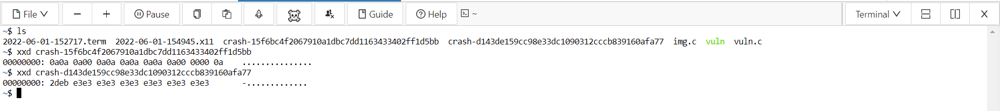 File Pause Guide Help ~ Terminal
~$ ls
2022-06-01-152717.term 2022-06-01-154945.x11 crash-15f6bc4f2067910a1dbc7dd1163433402ff1d5bb crash-d143de159cc98e33dc1090312cccb839160afa77 img.c vuln vuln.c
~$ xxd crash-15f6bc4f2067910a1dbc7dd1163433402ff1d5bb
00000000: 0a0a 0a00 0a0a 0a0a 0a0a 0a00 0000 0a ...............
~$ xxd crash-d143de159cc98e33dc1090312cccb839160afa77
00000000: 2deb e3e3 e3e3 e3e3 e3e3 e3e3 e3e3 -.............
~$